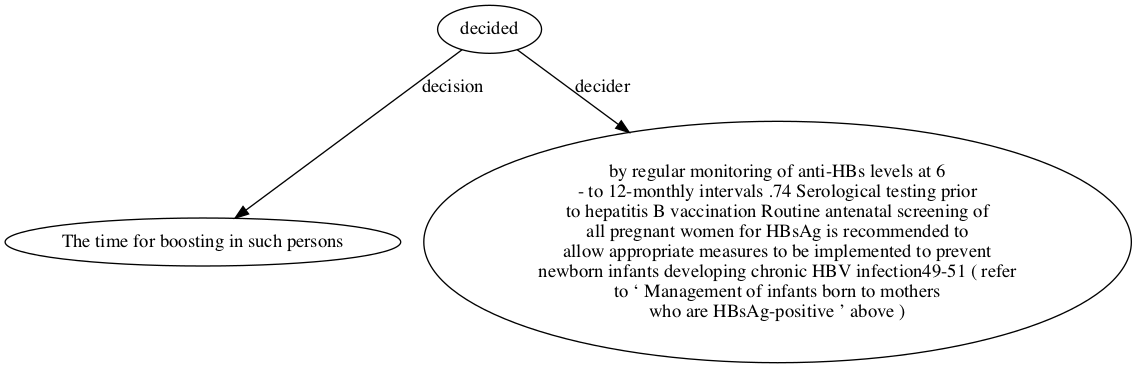 decided
decision
decider
The time for boosting in such persons
by regular monitoring of anti-HBs levels at 6
- to 12-monthly intervals .74 Serological testing prior
to hepatitis B vaccination Routine antenatal screening of
all pregnant women for HBsAg is recommended to
allow appropriate measures to be implemented to prevent
newborn infants developing chronic HBV infection49-51 ( refer
to ‘ Management of infants born to mothers
who are HBsAg-positive ’ above )